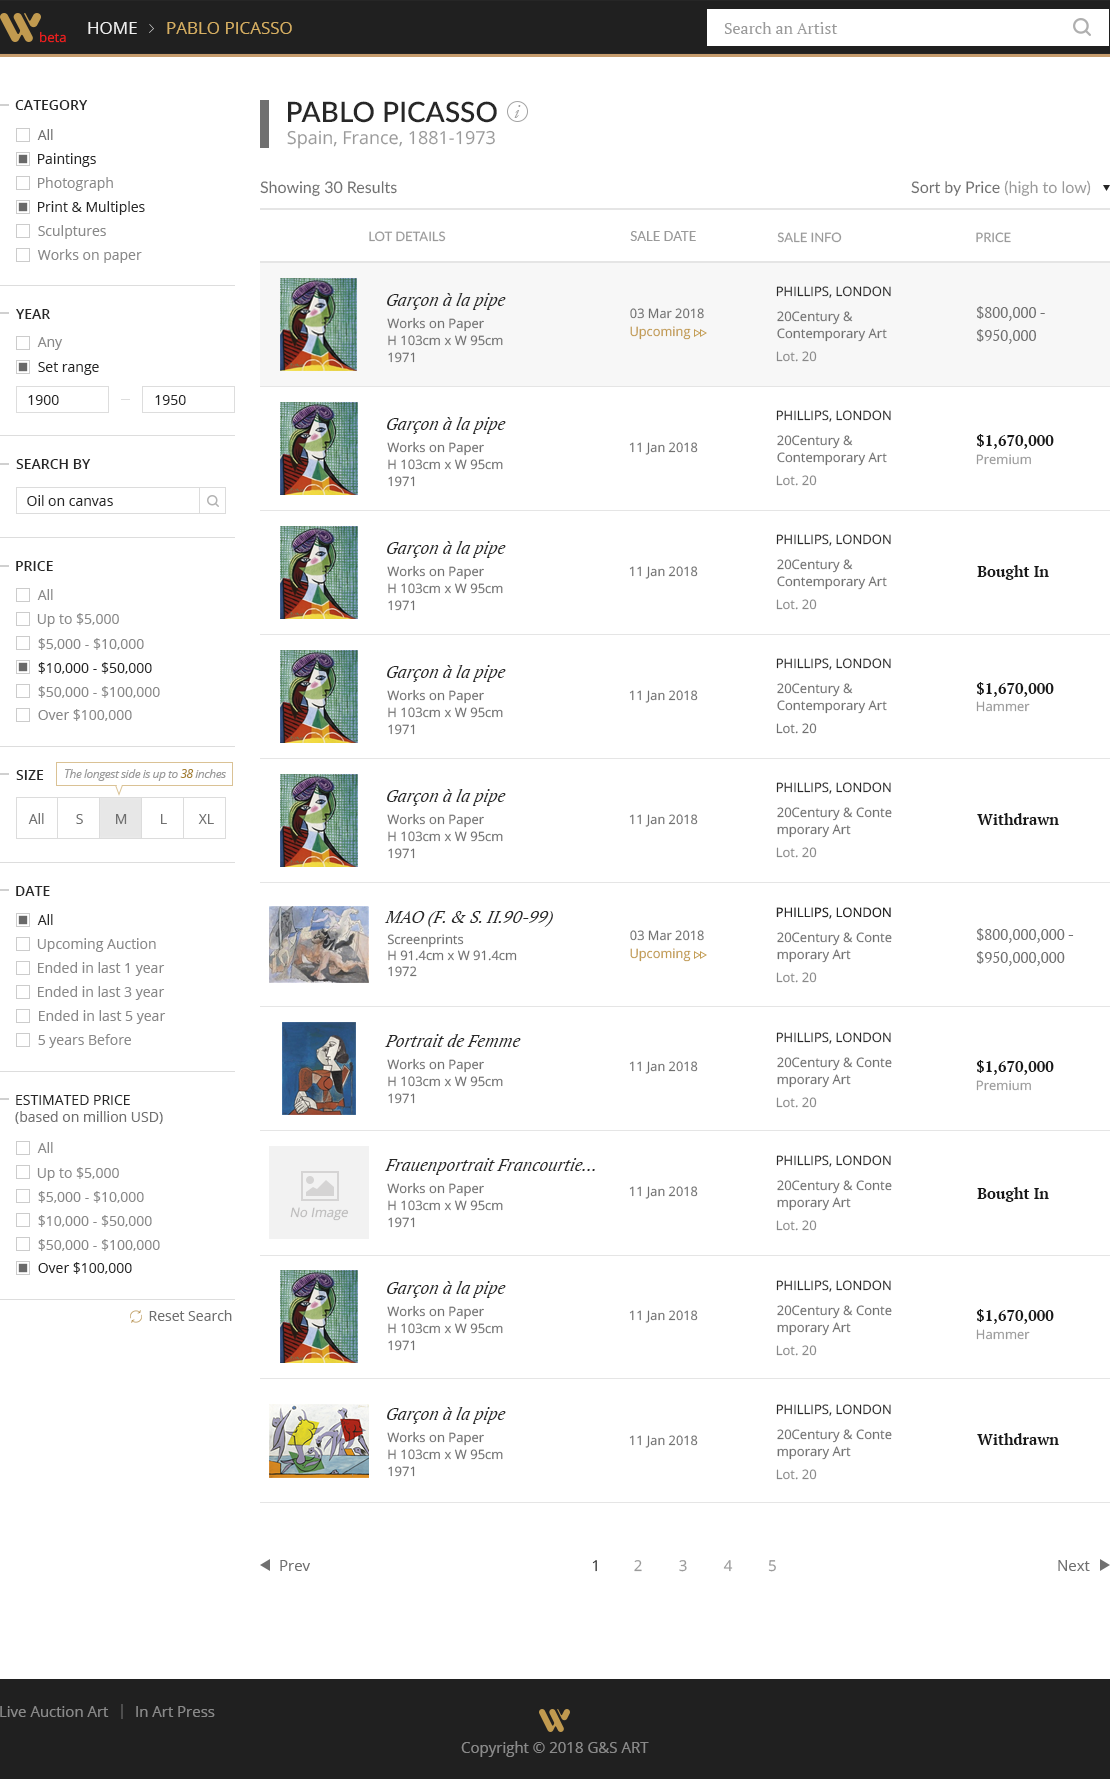 W beta HOME > PABLO PICASSO
Search an Artist
CATEGORY
All
Paintings
Photograph
Print & Multiples
Sculptures
Works on paper
YEAR
Any
Set range
1900 – 1950
SEARCH BY
Oil on canvas
PRICE
All
Up to $5,000
$5,000 - $10,000
$10,000 - $50,000
$50,000 - $100,000
Over $100,000
SIZE
The longest side is up to 38 inches
All S M L XL
DATE
All
Upcoming Auction
Ended in last 1 year
Ended in last 3 year
Ended in last 5 year
5 years Before
ESTIMATED PRICE
(based on million USD)
All
Up to $5,000
$5,000 - $10,000
$10,000 - $50,000
$50,000 - $100,000
Over $100,000
Reset Search
PABLO PICASSO i
Spain, France, 1881-1973
Showing 30 Results
Sort by Price (high to low)
LOT DETAILS SALE DATE SALE INFO PRICE
Garçon à la pipe
Works on Paper
H 103cm x W 95cm
1971
03 Mar 2018
Upcoming
PHILLIPS, LONDON
20Century &
Contemporary Art
Lot. 20
$800,000 -
$950,000
Garçon à la pipe
Works on Paper
H 103cm x W 95cm
1971
11 Jan 2018
PHILLIPS, LONDON
20Century &
Contemporary Art
Lot. 20
$1,670,000
Premium
Garçon à la pipe
Works on Paper
H 103cm x W 95cm
1971
11 Jan 2018
PHILLIPS, LONDON
20Century &
Contemporary Art
Lot. 20
Bought In
Garçon à la pipe
Works on Paper
H 103cm x W 95cm
1971
11 Jan 2018
PHILLIPS, LONDON
20Century &
Contemporary Art
Lot. 20
$1,670,000
Hammer
Garçon à la pipe
Works on Paper
H 103cm x W 95cm
1971
11 Jan 2018
PHILLIPS, LONDON
20Century & Conte
mporary Art
Lot. 20
Withdrawn
MAO (F. & S. II.90-99)
Screenprints
H 91.4cm x W 91.4cm
1972
03 Mar 2018
Upcoming
PHILLIPS, LONDON
20Century & Conte
mporary Art
Lot. 20
$800,000,000 -
$950,000,000
Portrait de Femme
Works on Paper
H 103cm x W 95cm
1971
11 Jan 2018
PHILLIPS, LONDON
20Century & Conte
mporary Art
Lot. 20
$1,670,000
Premium
No Image
Frauenportrait Francourtie...
Works on Paper
H 103cm x W 95cm
1971
11 Jan 2018
PHILLIPS, LONDON
20Century & Conte
mporary Art
Lot. 20
Bought In
Garçon à la pipe
Works on Paper
H 103cm x W 95cm
1971
11 Jan 2018
PHILLIPS, LONDON
20Century & Conte
mporary Art
Lot. 20
$1,670,000
Hammer
Garçon à la pipe
Works on Paper
H 103cm x W 95cm
1971
11 Jan 2018
PHILLIPS, LONDON
20Century & Conte
mporary Art
Lot. 20
Withdrawn
Prev 1 2 3 4 5 Next
Live Auction Art | In Art Press
W
Copyright © 2018 G&S ART